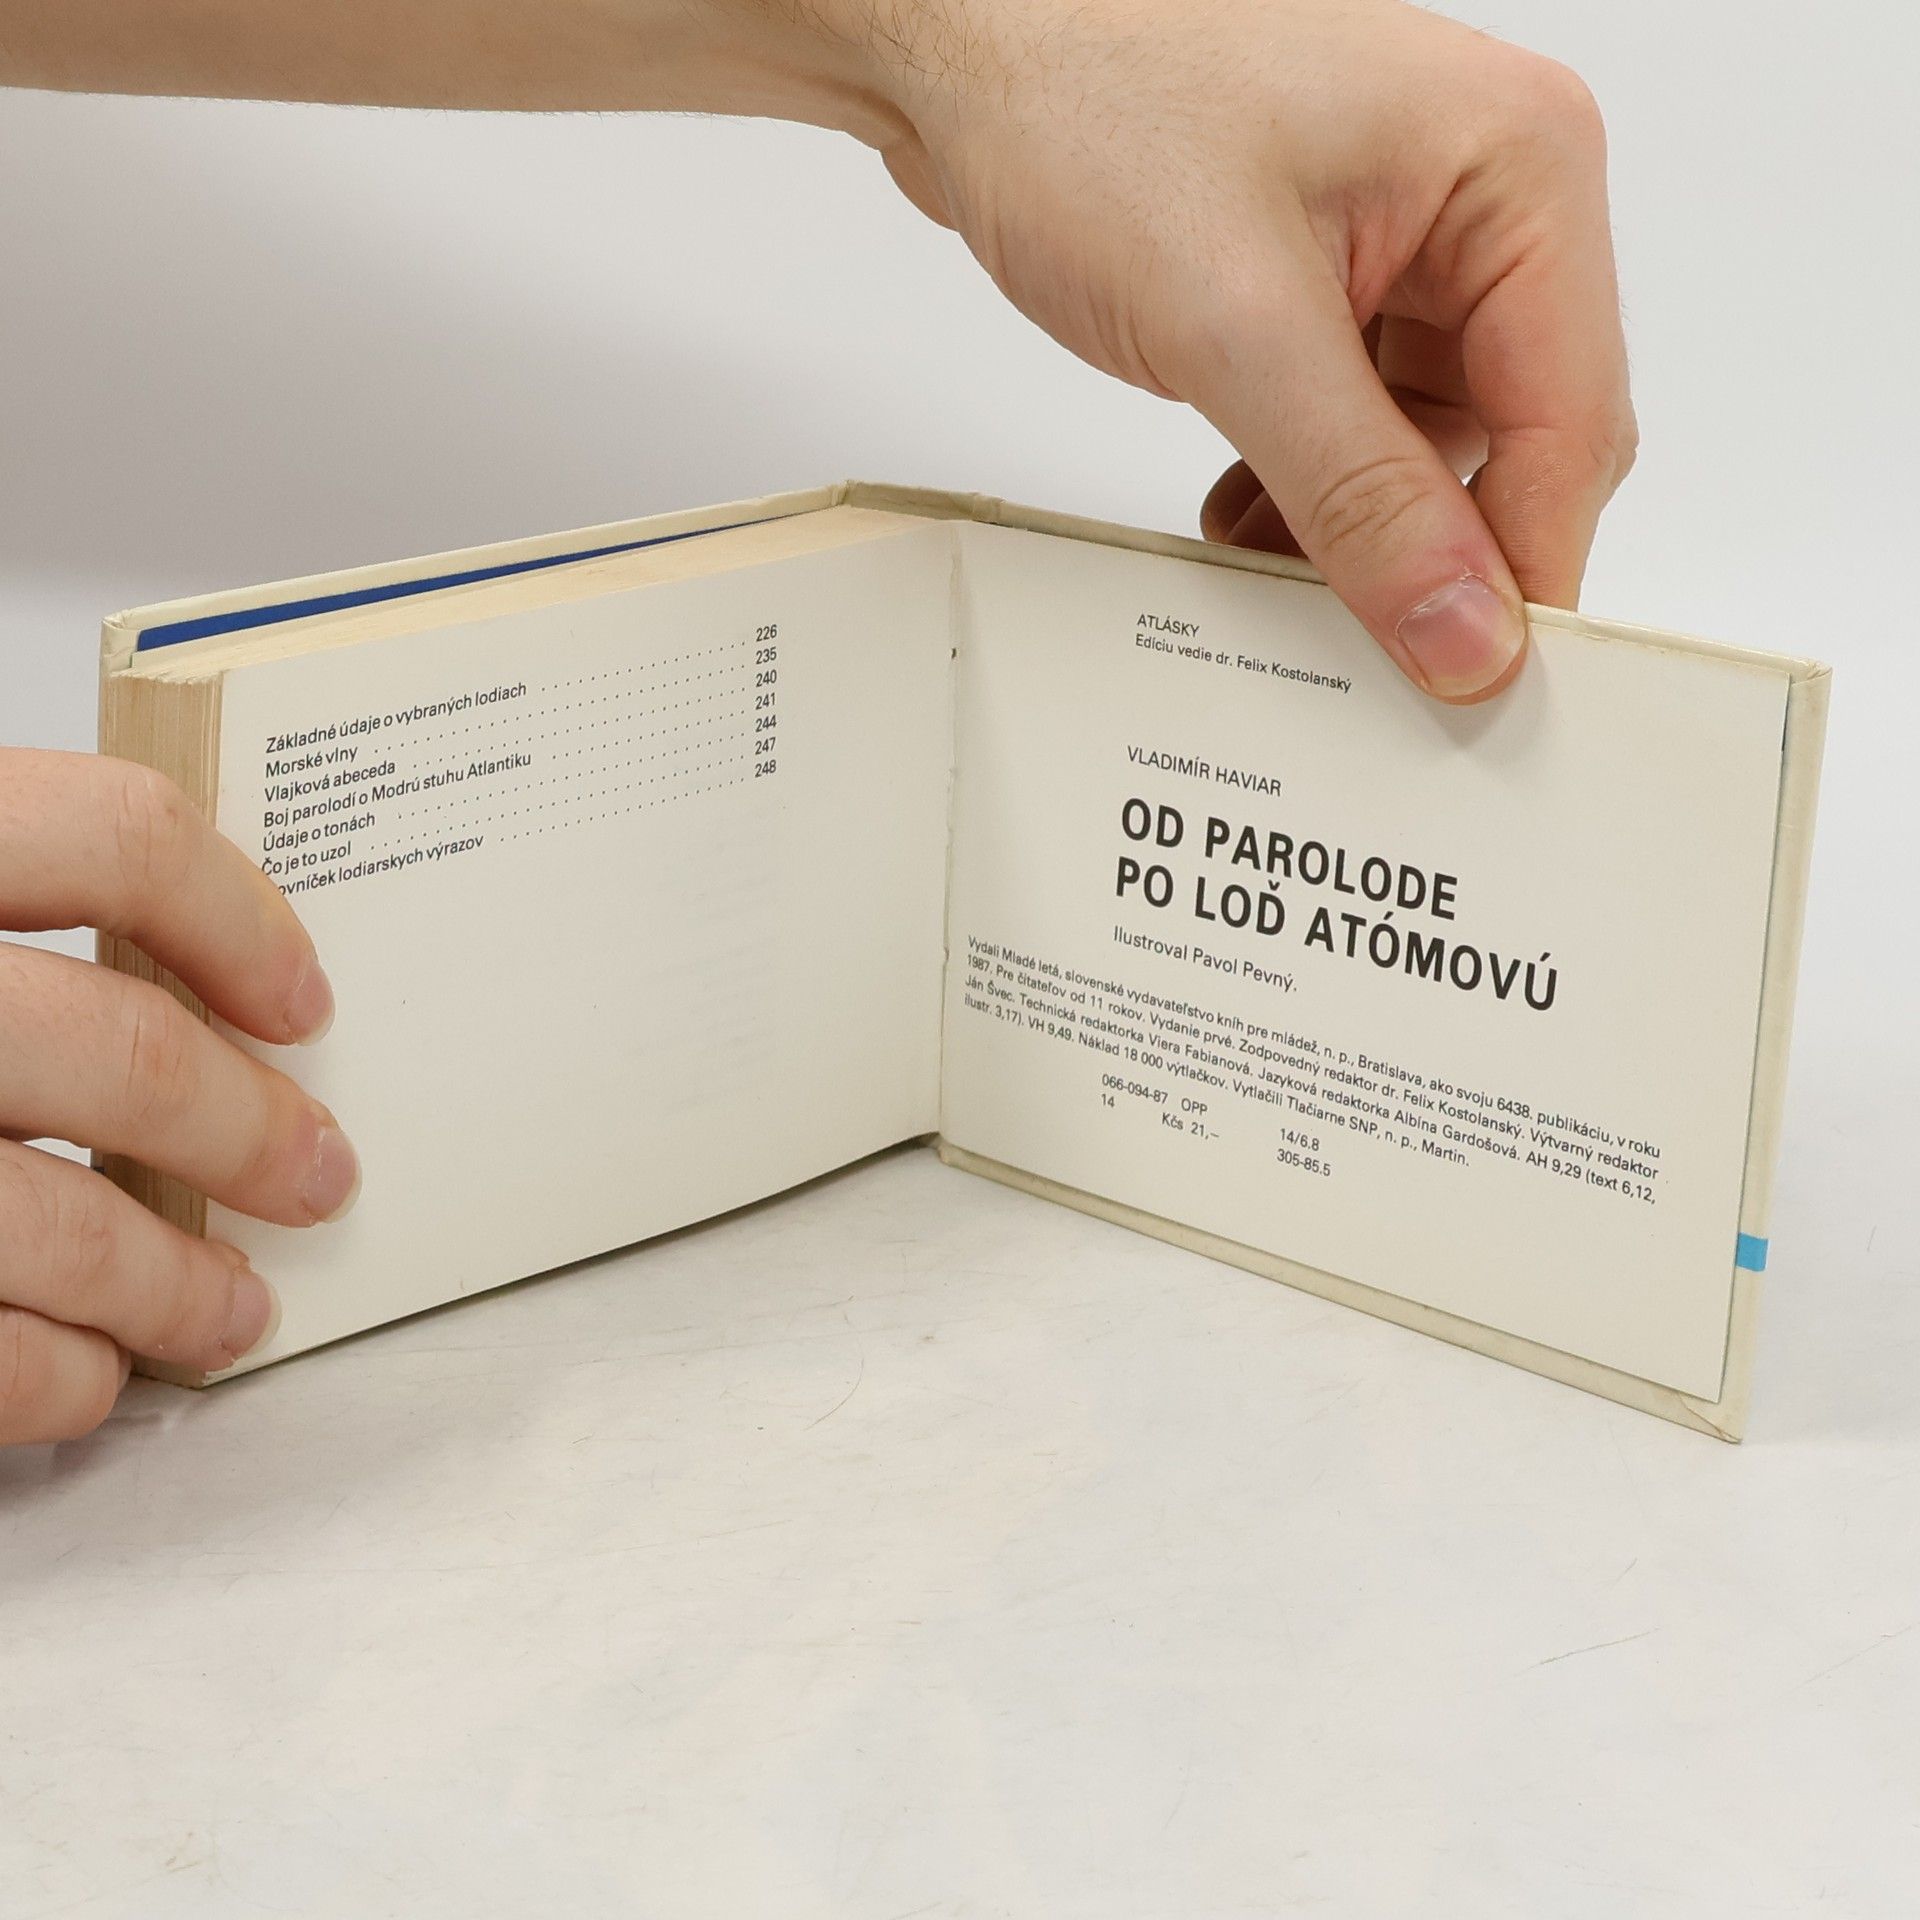 Základné údaje o vybraných lodiach . . . . . . . . . . . . . . . . . . 226
Morské vlny . . . . . . . . . . . . . . . . . . . . . . . . . . . . . . . . 235
Vlajková abeceda . . . . . . . . . . . . . . . . . . . . . . . . . . . . 240
Boj parolodí o Modrú stuhu Atlantiku . . . . . . . . . . . . . . . . 241
Údaje o tonách . . . . . . . . . . . . . . . . . . . . . . . . . . . . . . 244
Čo je to uzol . . . . . . . . . . . . . . . . . . . . . . . . . . . . . . . 247
lodiarskych výrazov . . . . . . . . . . . . . . . . . . . . . 248
ATLÁSKY
Edíciu vedie dr. Felix Kostolanský
VLADIMÍR HAVIAR
OD PAROLODE
PO LOĎ ATÓMOVÚ
Ilustroval Pavol Pevný.
Vydali Mladé letá, slovenské vydavateľstvo kníh pre mládež, n. p., Bratislava, ako svoju 6438. publikáciu, v roku
1987. Pre čitateľov od 11 rokov. Vydanie prvé. Zodpovedný redaktor dr. Felix Kostolanský. Výtvarný redaktor
Ján Švec. Technická redaktorka Viera Fabianová. Jazyková redaktorka Albína Gardošová. AH 9,29 (text 6,12,
ilustr. 3,17). VH 9,49. Náklad 18 000 výtlačkov. Vytlačili Tlačiarne SNP, n. p., Martin.
066-094-87 OPP 14/6.8
14 Kčs 21,– 305-85.5